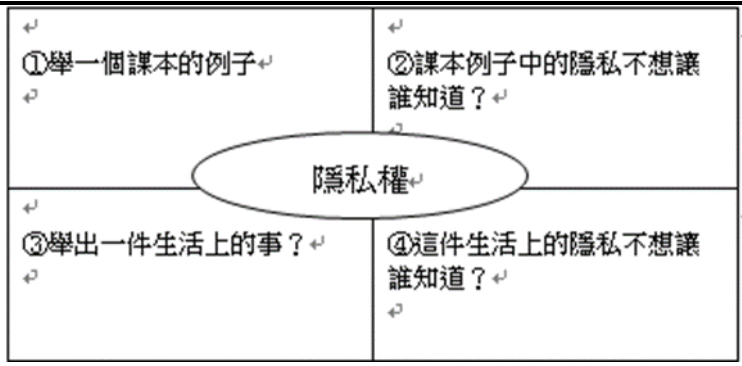 ①舉一個課本的例子
②課本例子中的隱私不想讓
誰知道？
隱私權
③舉出一件生活上的事？
④這件生活上的隱私不想讓
誰知道？